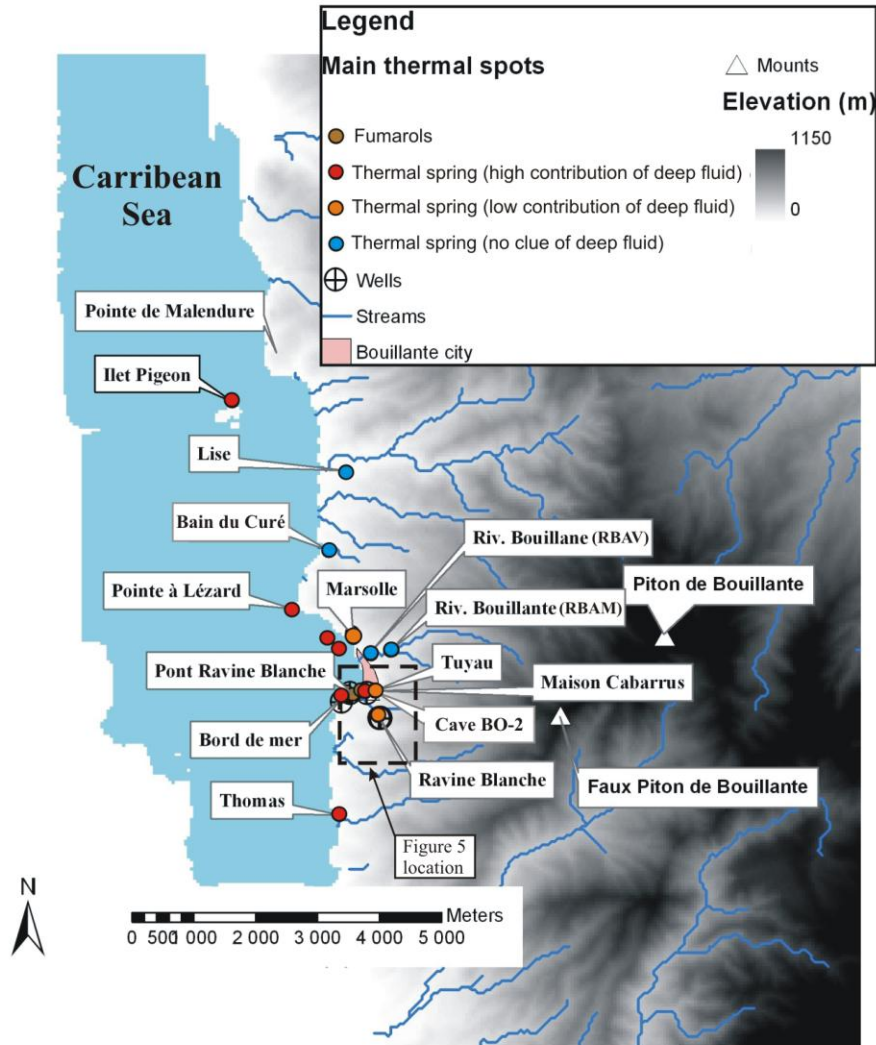 Legend
Main thermal spots
Mounts
Elevation (m)
1150
0
Fumarols
Thermal spring (high contribution of deep fluid)
Thermal spring (low contribution of deep fluid)
Thermal spring (no clue of deep fluid)
Wells
Streams
Bouillante city
Carribean
Sea
Pointe de Malendure
Ilet Pigeon
Lise
Bain du Curé
Riv. Bouillane (RBAV)
Pointe à Lézard
Marsolle
Riv. Bouillante (RBAM)
Piton de Bouillante
Pont Ravine Blanche
Tuyau
Maison Cabarrus
Bord de mer
Cave BO-2
Ravine Blanche
Faux Piton de Bouillante
Thomas
Figure 5
location
N
Meters
0 500 1 000 2 000 3 000 4 000 5 000